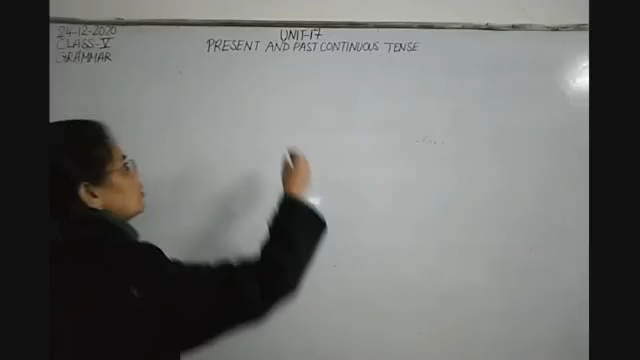 24-12-2020
CLASS-V
GRAMMAR
UNIT-17
PRESENT AND PAST CONTINUOUS TENSE